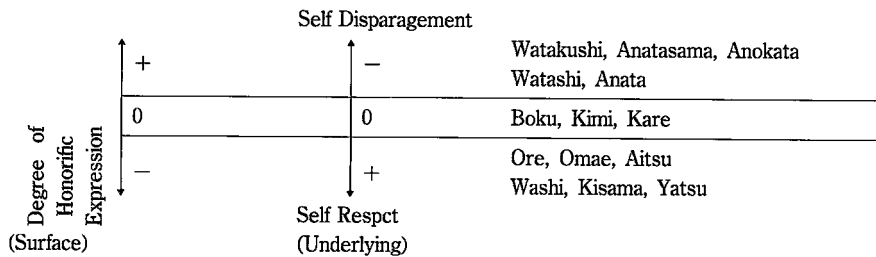 Self Disparagement
+ − Watakushi, Anatasama, Anokata
Watashi, Anata
0 0 Boku, Kimi, Kare
− + Ore, Omae, Aitsu
Washi, Kisama, Yatsu
Degree of
Honorific
Expression
(Surface)
Self Respct
(Underlying)